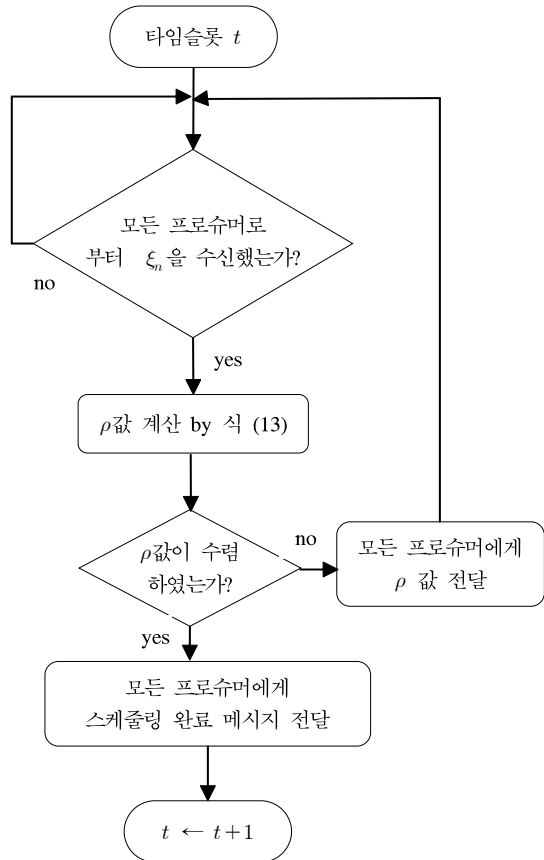 타임슬롯 t
모든 프로슈머로
부터 ξₙ을 수신했는가?
no
yes
ρ값 계산 by 식 (13)
ρ값이 수렴
하였는가?
no
모든 프로슈머에게
ρ 값 전달
yes
모든 프로슈머에게
스케줄링 완료 메시지 전달
t ← t+1